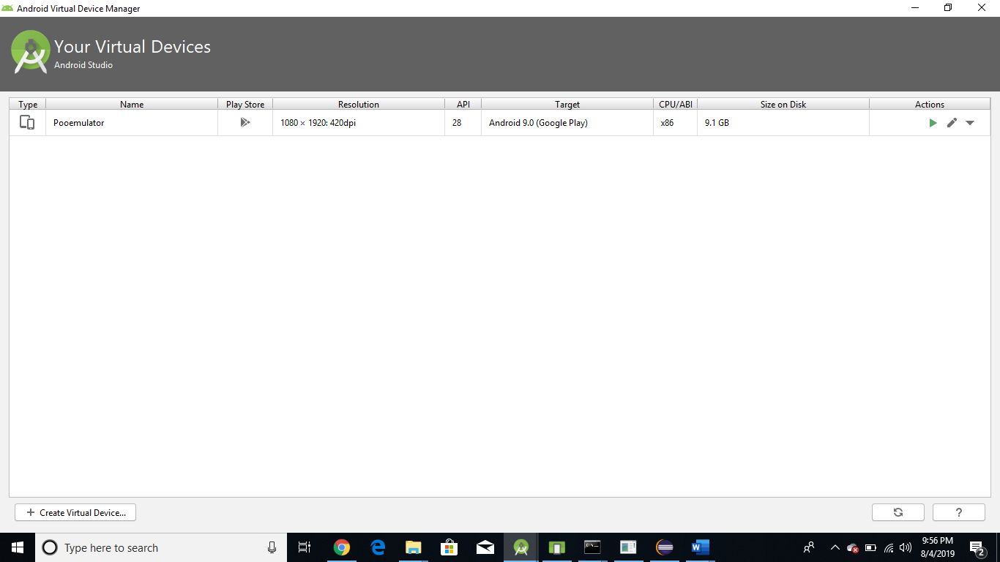 Android Virtual Device Manager
Your Virtual Devices
Android Studio
Type Name Play Store Resolution API Target CPU/ABI Size on Disk Actions
Pooemulator 1080 × 1920: 420dpi 28 Android 9.0 (Google Play) x86 9.1 GB
+ Create Virtual Device... ?
Type here to search
9:56 PM
8/4/2019
2